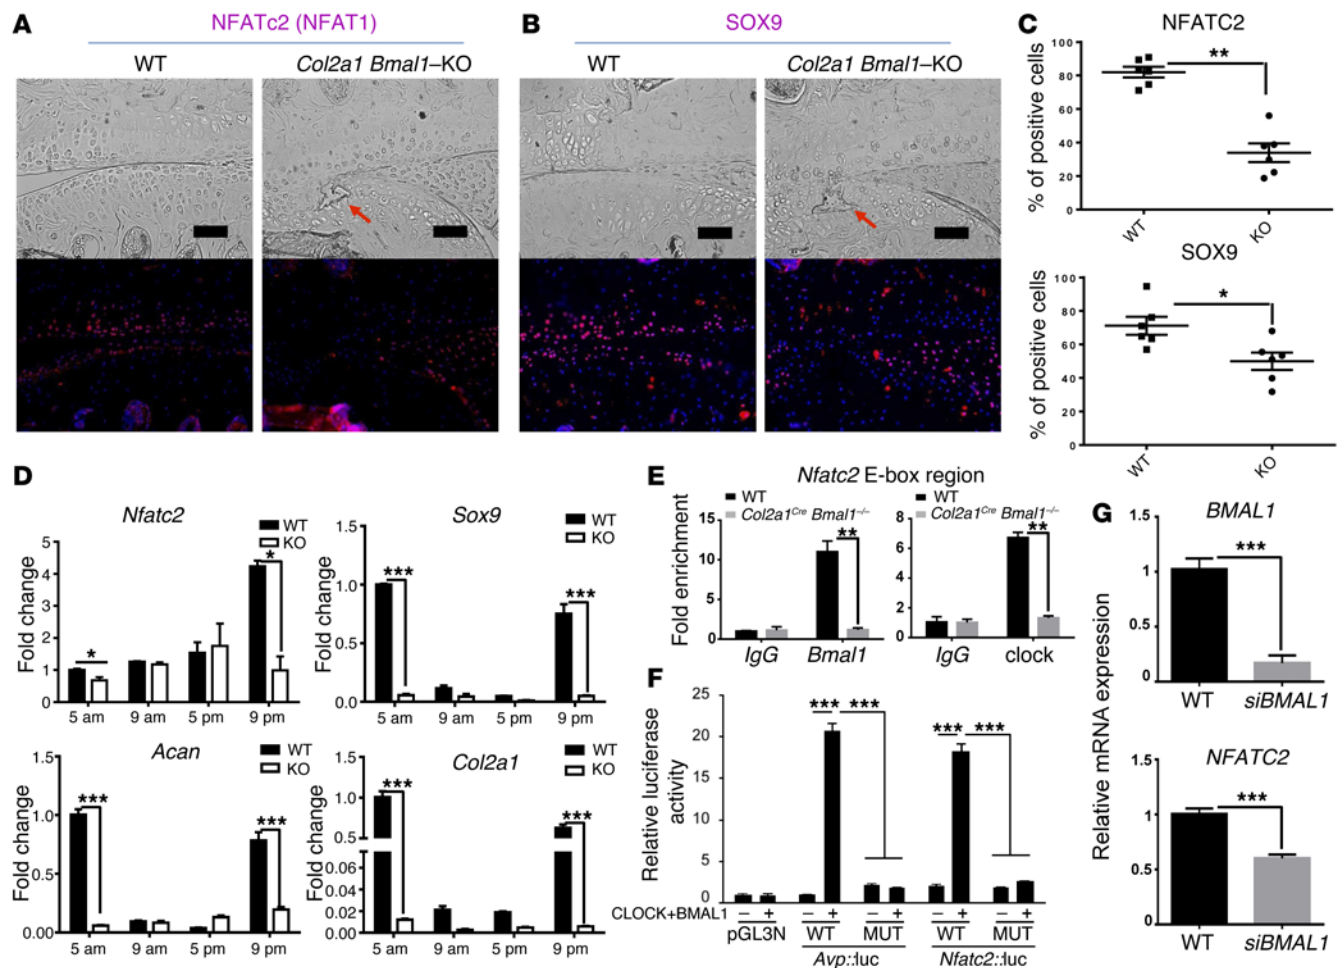 A
NFATc2 (NFAT1)
WT
Col2a1 Bmal1–KO
B
SOX9
WT
Col2a1 Bmal1–KO
C
NFATC2
% of positive cells
100
80
60
40
20
0
**
WT
KO
SOX9
% of positive cells
100
80
60
40
20
0
*
WT
KO
D
Nfatc2
WT
KO
Fold change
5
4
3
2
1
0
*
*
5 am
9 am
5 pm
9 pm
Sox9
WT
KO
Fold change
1.5
1.0
0.5
0.0
***
***
5 am
9 am
5 pm
9 pm
Acan
WT
KO
Fold change
1.5
1.0
0.5
0.00
***
***
5 am
9 am
5 pm
9 pm
Col2a1
WT
KO
Fold change
1.5
1.0
0.5
0.06
0.04
0.02
0.00
***
***
5 am
9 am
5 pm
9 pm
E
Nfatc2 E-box region
WT
Col2a1Cre Bmal1–/–
Fold enrichment
15
10
5
0
**
IgG
Bmal1
WT
Col2a1Cre Bmal1–/–
8
6
4
2
0
**
IgG
clock
F
Relative luciferase
activity
25
20
15
10
5
0
*** ***
*** ***
CLOCK+BMAL1 – + – + – + – + – +
pGL3N WT MUT WT MUT
Avp::luc Nfatc2::luc
G
BMAL1
Relative mRNA expression
1.5
1
0.5
0
***
WT
siBMAL1
NFATC2
1.5
1.0
0.5
0
***
WT
siBMAL1